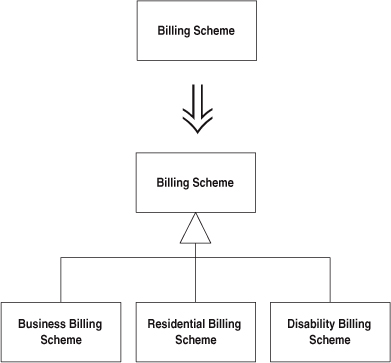 Billing Scheme
Billing Scheme
Business Billing
Scheme
Residential Billing
Scheme
Disability Billing
Scheme